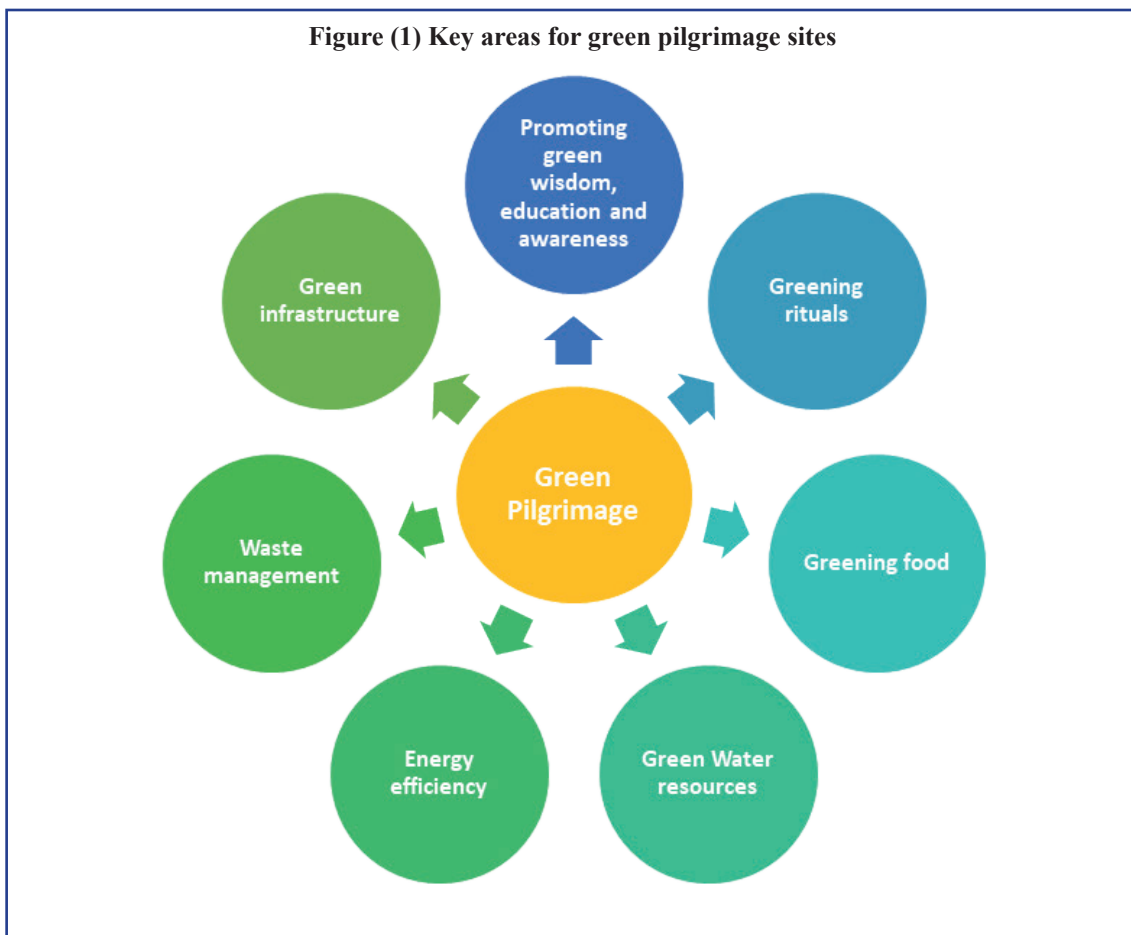 Figure (1) Key areas for green pilgrimage sites
Promoting
green
wisdom,
education and
awareness
Greening
rituals
Greening food
Green Water
resources
Energy
efficiency
Waste
management
Green
infrastructure
Green
Pilgrimage